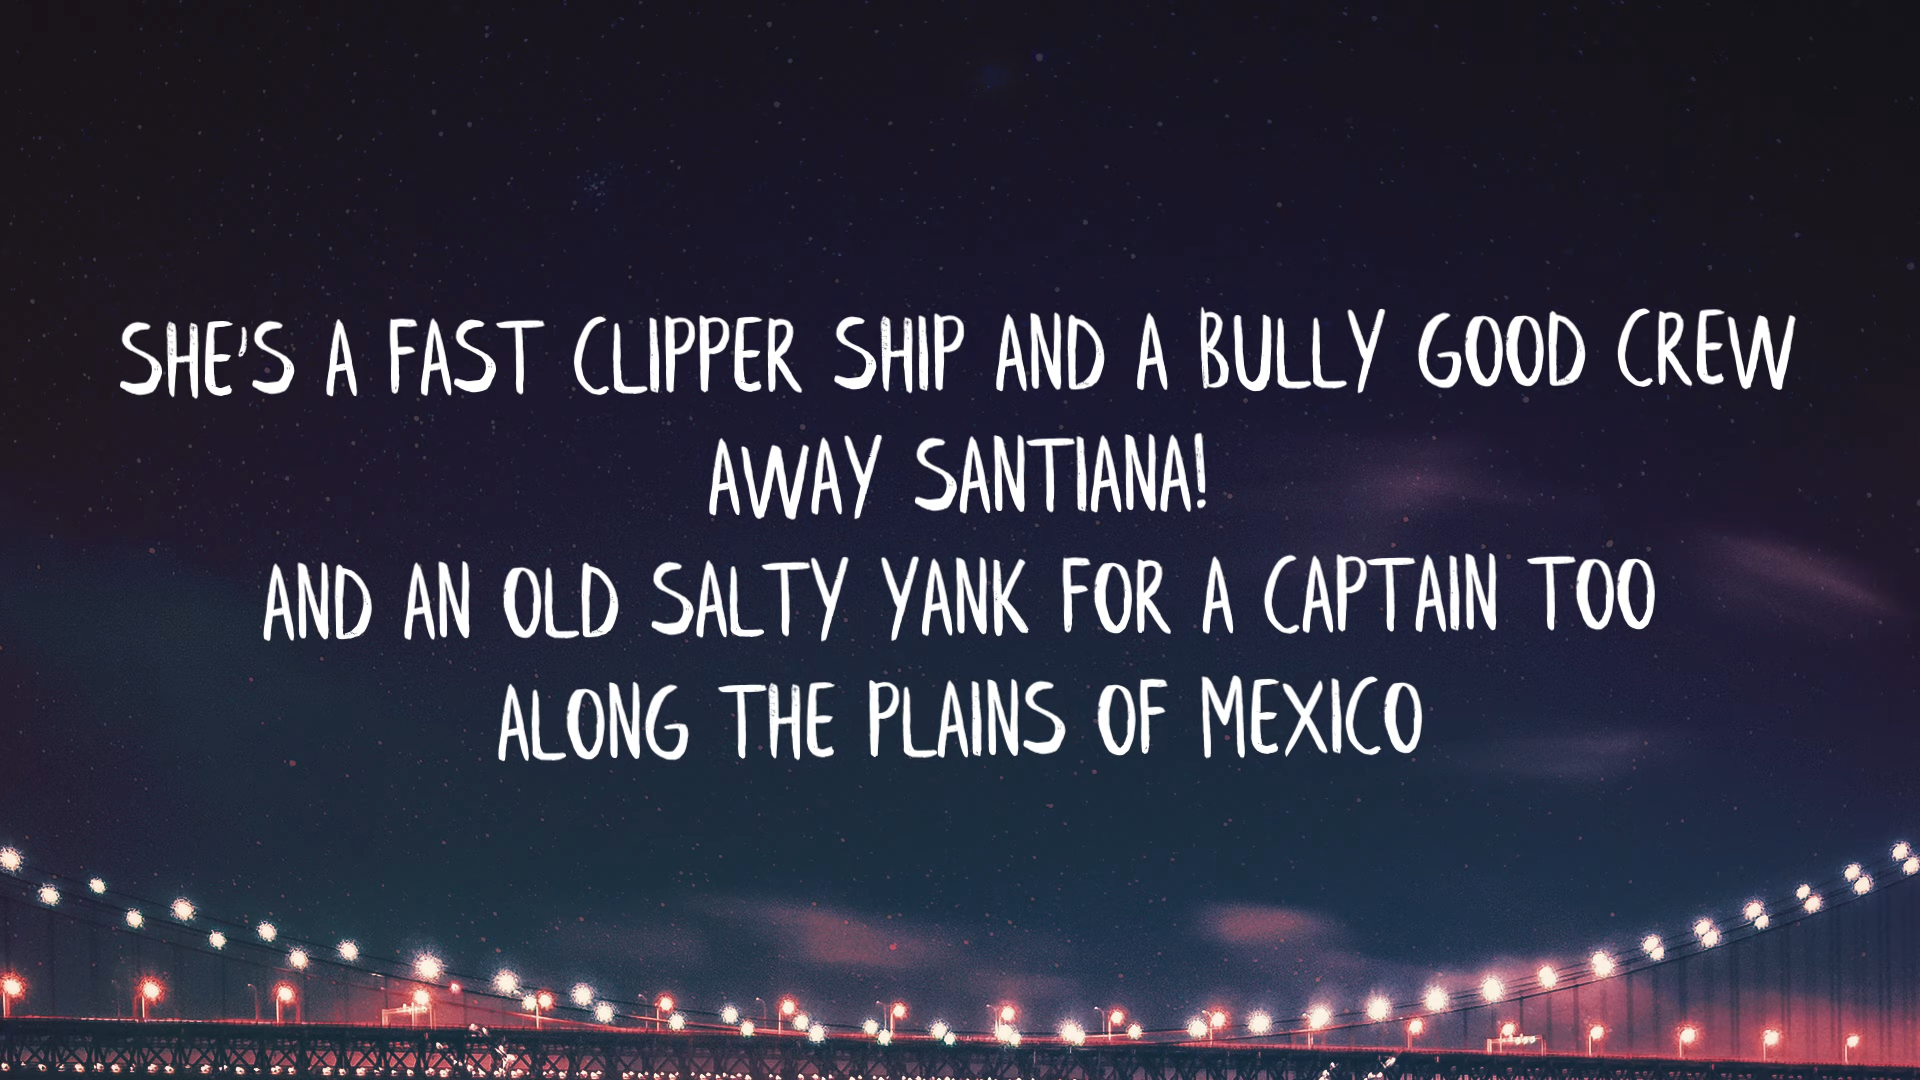 SHE'S A FAST CLIPPER SHIP AND A BULLY GOOD CREW
AWAY SANTIANA!
AND AN OLD SALTY YANK FOR A CAPTAIN TOO
ALONG THE PLAINS OF MEXICO